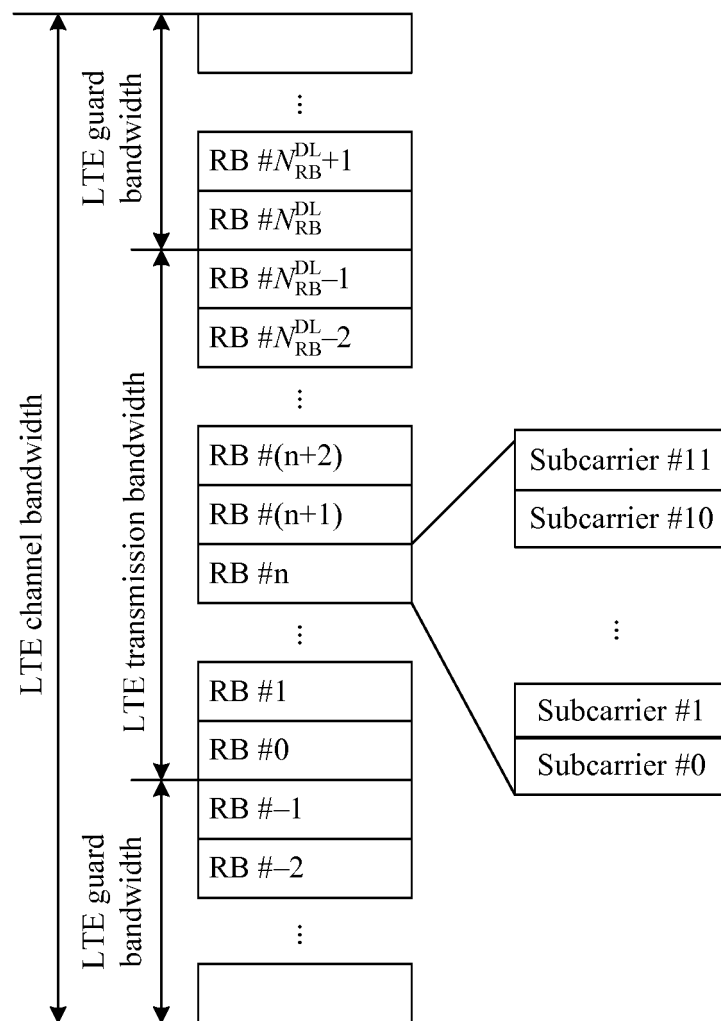 LTE channel bandwidth
LTE guard
bandwidth
LTE transmission bandwidth
LTE guard
bandwidth
⋮
RB #N_RB^DL+1
RB #N_RB^DL
RB #N_RB^DL–1
RB #N_RB^DL–2
⋮
RB #(n+2)
RB #(n+1)
RB #n
⋮
RB #1
RB #0
RB #–1
RB #–2
⋮
Subcarrier #11
Subcarrier #10
⋮
Subcarrier #1
Subcarrier #0